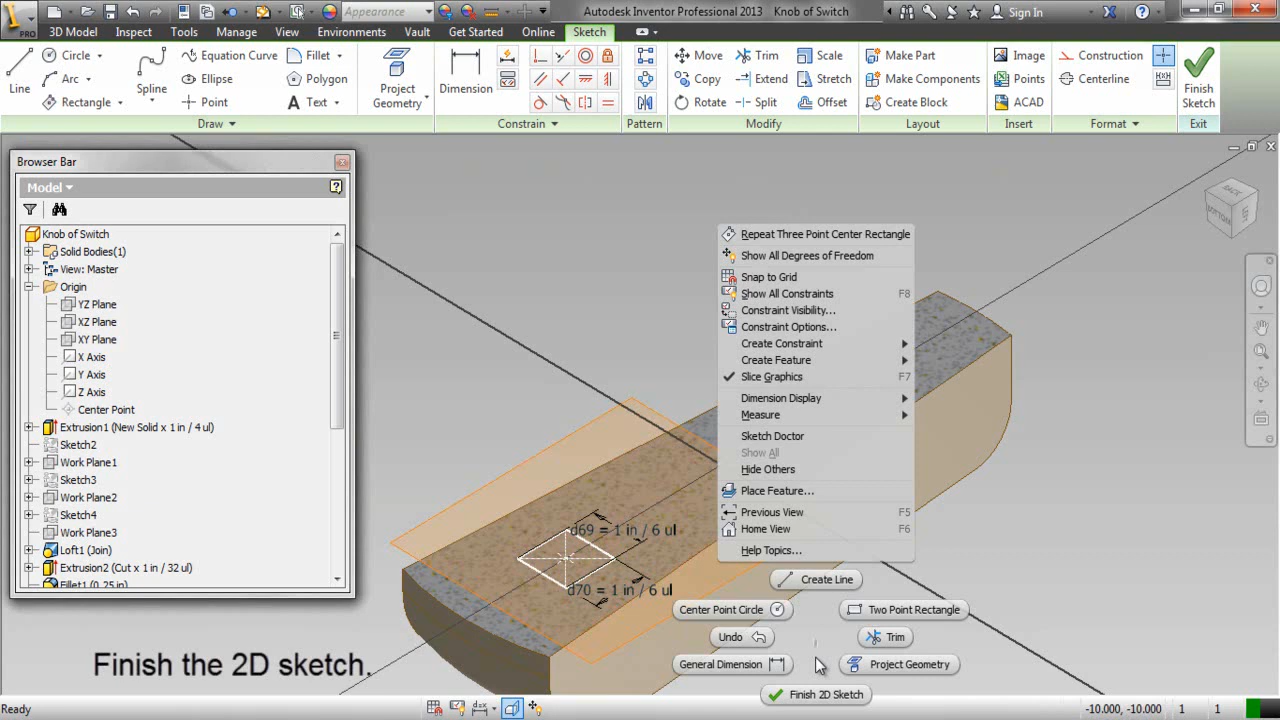 Appearance
Autodesk Inventor Professional 2013 Knob of Switch
Sign In
PRO
3D Model Inspect Tools Manage View Environments Vault Get Started Online Sketch
Line
Circle
Arc
Rectangle
Spline
Equation Curve
Ellipse
Point
Fillet
Polygon
Text
Project
Geometry
Dimension
Move
Copy
Rotate
Trim
Extend
Split
Scale
Stretch
Offset
Make Part
Make Components
Create Block
Image
Points
ACAD
Construction
Centerline
Finish
Sketch
Draw Constrain Pattern Modify Layout Insert Format Exit
Browser Bar
Model
Knob of Switch
Solid Bodies(1)
View: Master
Origin
YZ Plane
XZ Plane
XY Plane
X Axis
Y Axis
Z Axis
Center Point
Extrusion1 (New Solid x 1 in / 4 ul)
Sketch2
Work Plane1
Sketch3
Work Plane2
Sketch4
Work Plane3
Loft1 (Join)
Extrusion2 (Cut x 1 in / 32 ul)
Fillet1 (0.25 in)
BACK
BOTTOM
Repeat Three Point Center Rectangle
Show All Degrees of Freedom
Snap to Grid
Show All Constraints F8
Constraint Visibility...
Constraint Options...
Create Constraint
Create Feature
Slice Graphics F7
Dimension Display
Measure
Sketch Doctor
Show All
Hide Others
Place Feature...
Previous View F5
Home View F6
Help Topics...
d69 = 1 in / 6 ul
d70 = 1 in / 6 ul
Create Line
Center Point Circle
Two Point Rectangle
Undo
Trim
General Dimension
Project Geometry
Finish 2D Sketch
Finish the 2D sketch.
Ready
-10.000, -10.000 1 1